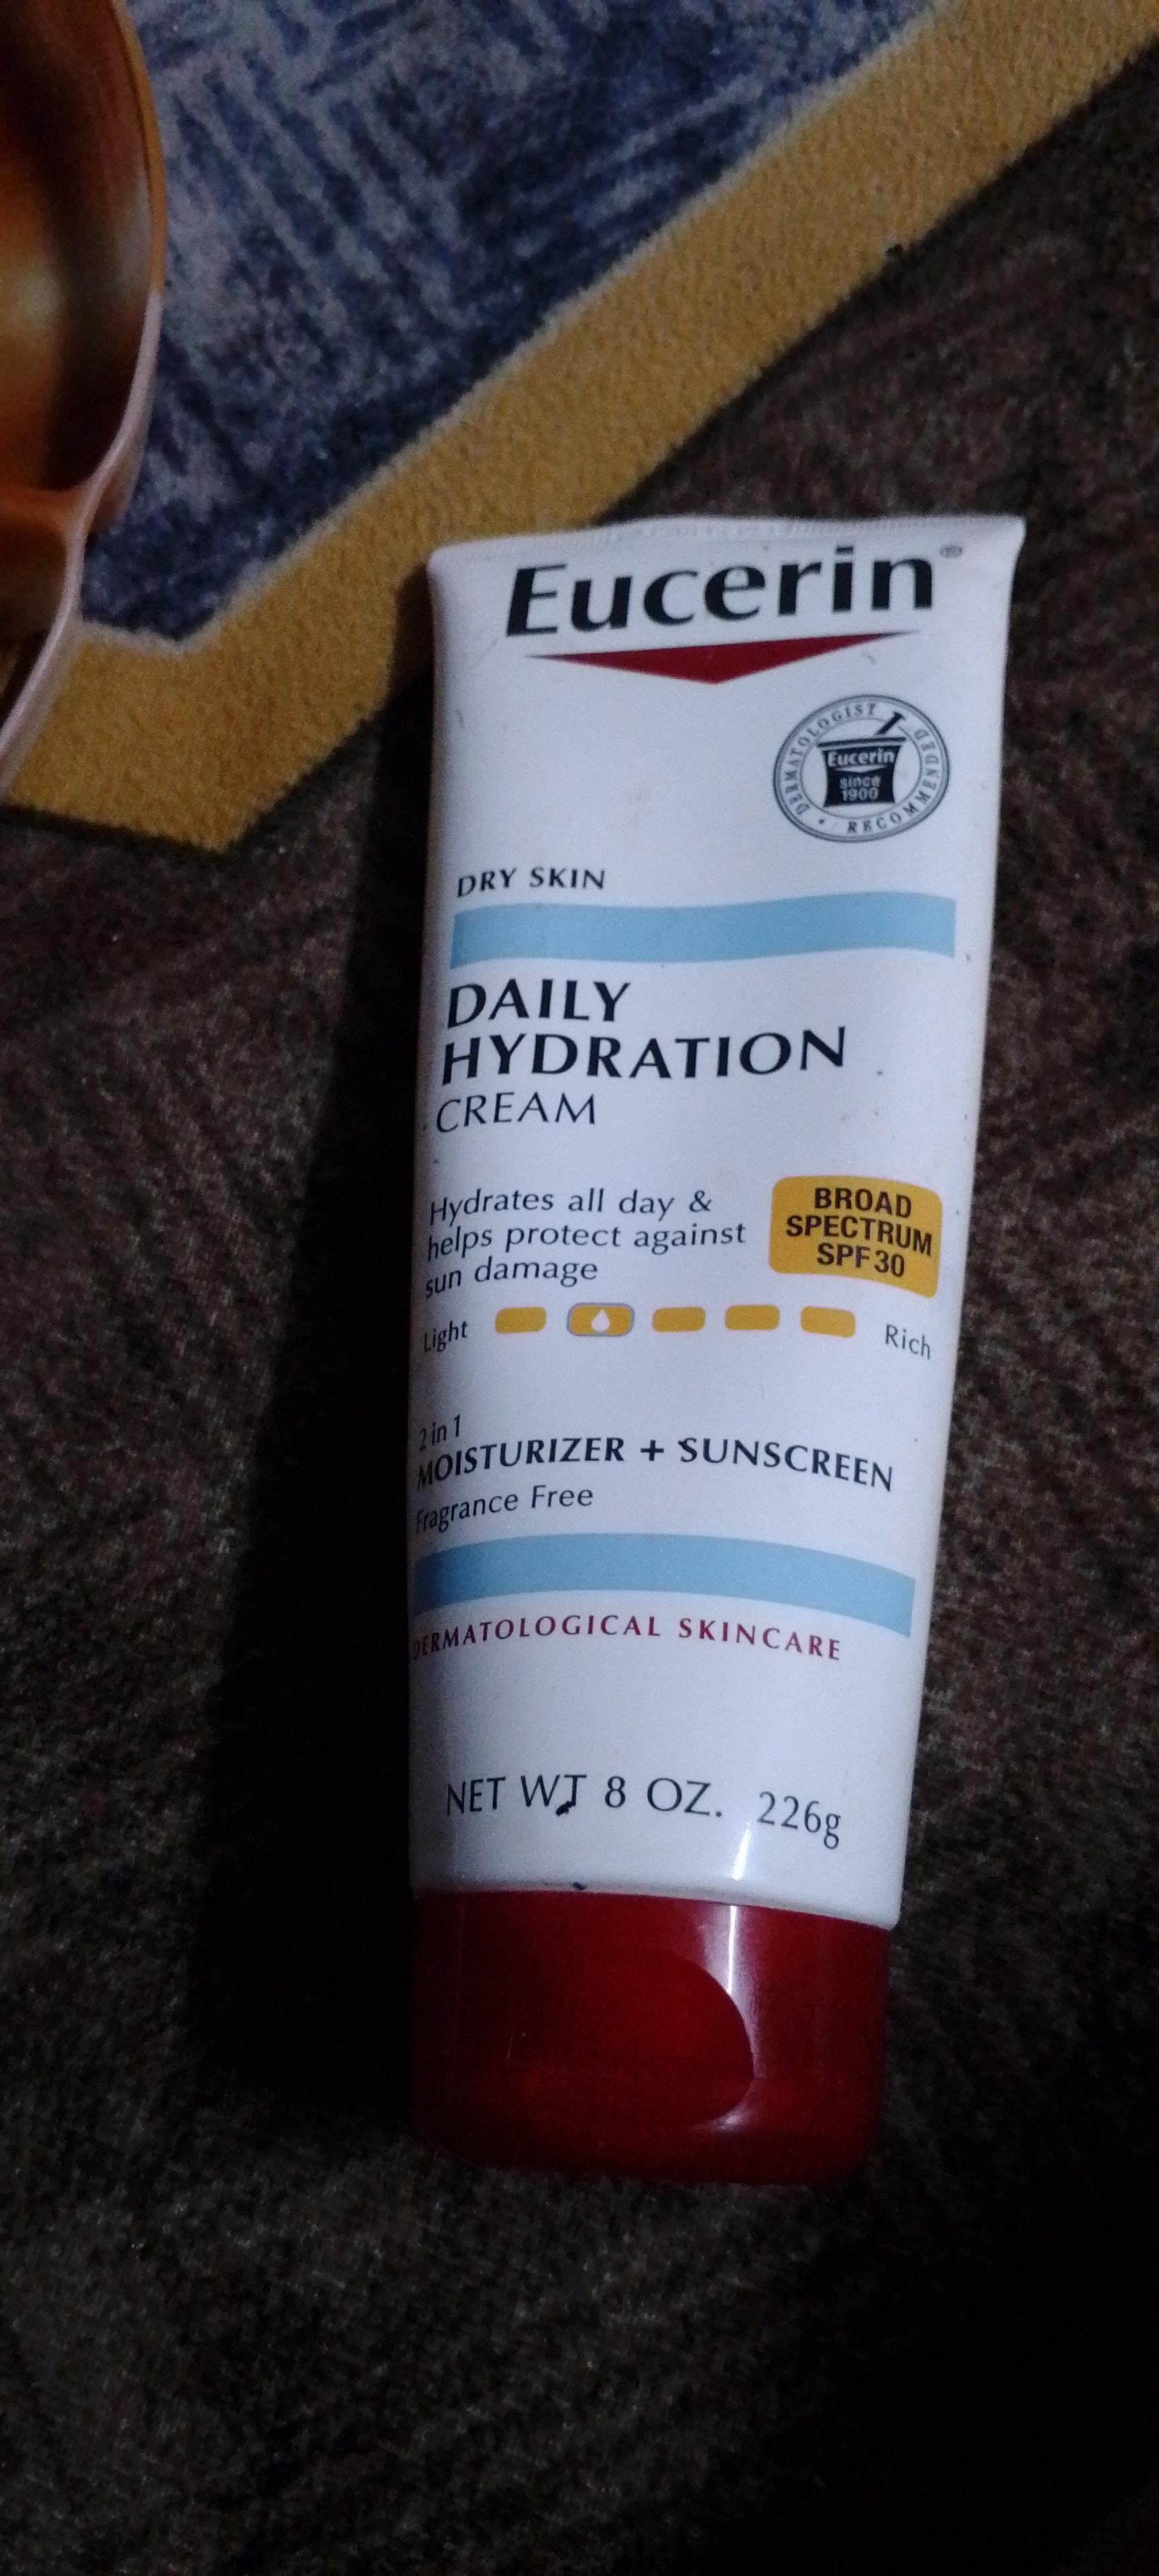 Eucerin®
DERMATOLOGIST RECOMMENDED
Eucerin
since
1900
DRY SKIN
DAILY
HYDRATION
CREAM
Hydrates all day &
helps protect against
sun damage
BROAD
SPECTRUM
SPF 30
Light
Rich
2 in 1
MOISTURIZER + SUNSCREEN
Fragrance Free
DERMATOLOGICAL SKINCARE
NET WT 8 OZ. 226g